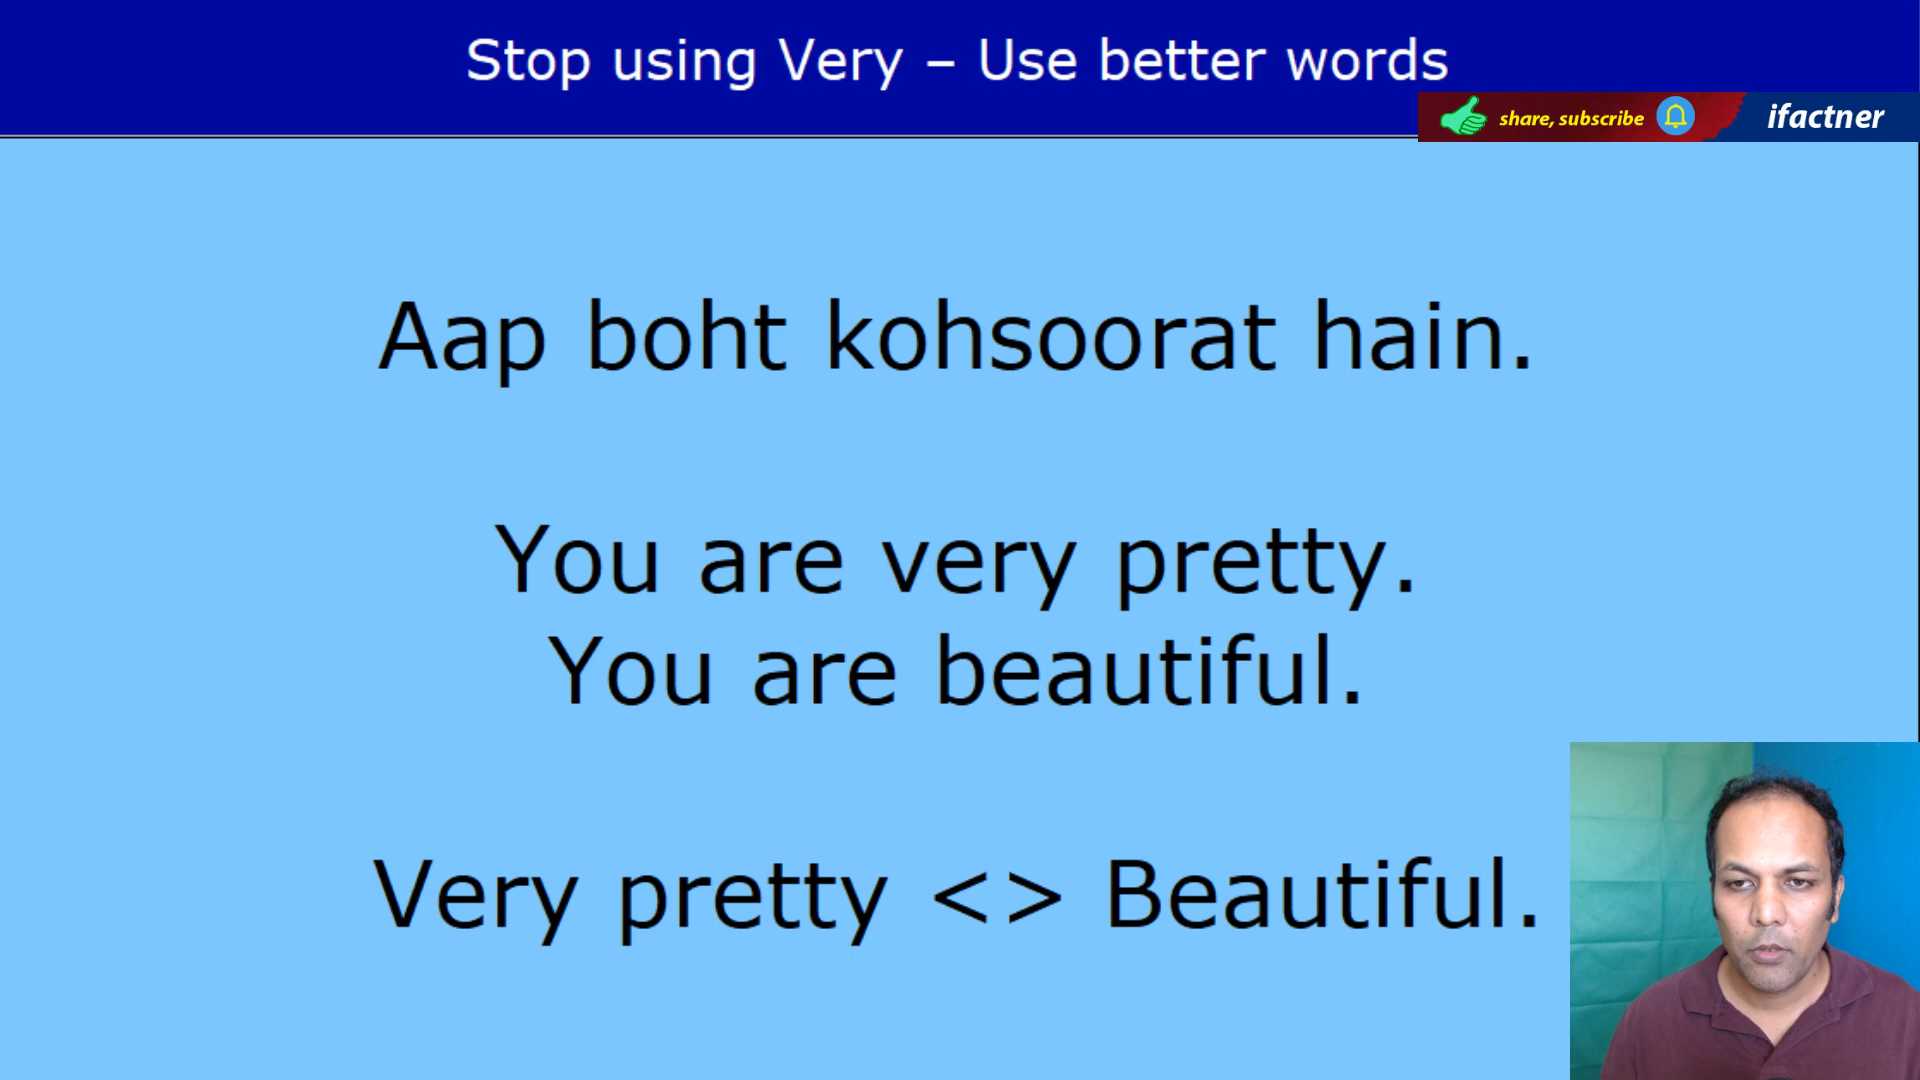 Stop using Very – Use better words
share, subscribe
ifactner
Aap boht kohsoorat hain.
You are very pretty.
You are beautiful.
Very pretty <> Beautiful.